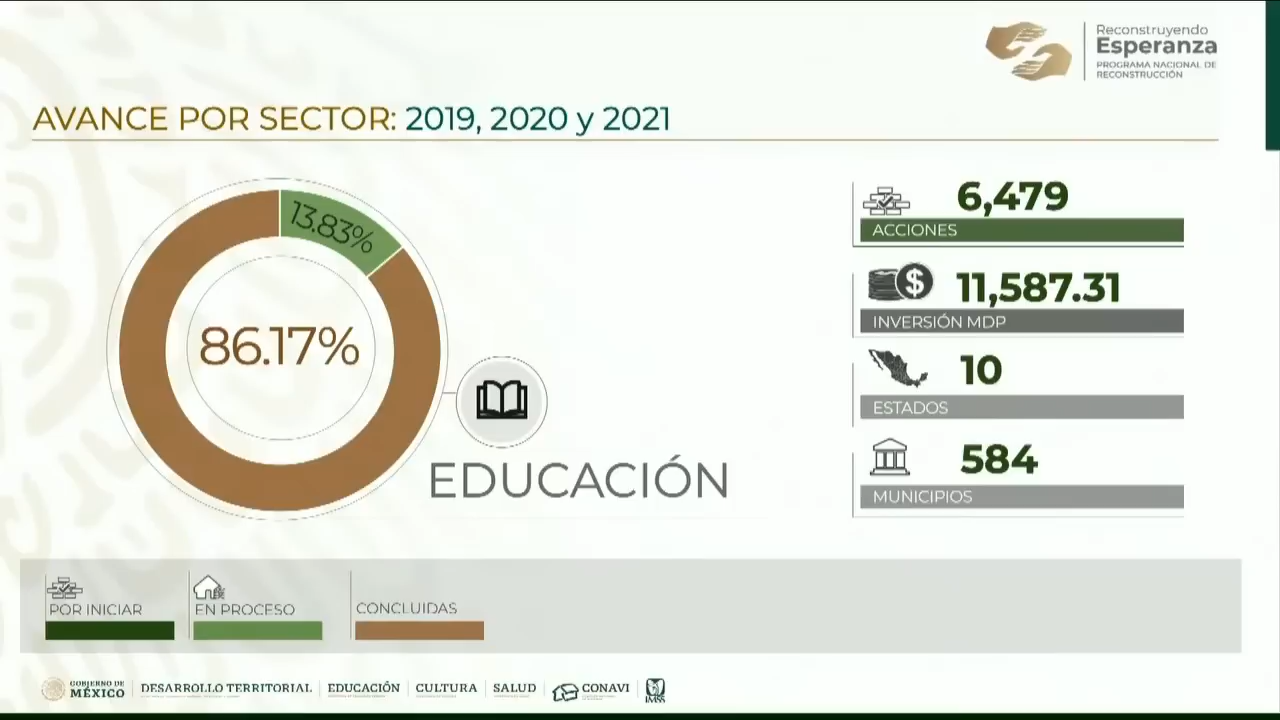 Reconstruyendo
Esperanza
PROGRAMA NACIONAL DE
RECONSTRUCCIÓN
AVANCE POR SECTOR: 2019, 2020 y 2021
13.83%
86.17%
EDUCACIÓN
6,479
ACCIONES
$
11,587.31
INVERSIÓN MDP
10
ESTADOS
584
MUNICIPIOS
POR INICIAR
EN PROCESO
CONCLUIDAS
GOBIERNO DE
MÉXICO
DESARROLLO TERRITORIAL
EDUCACIÓN
CULTURA
SALUD
CONAVI
IMSS